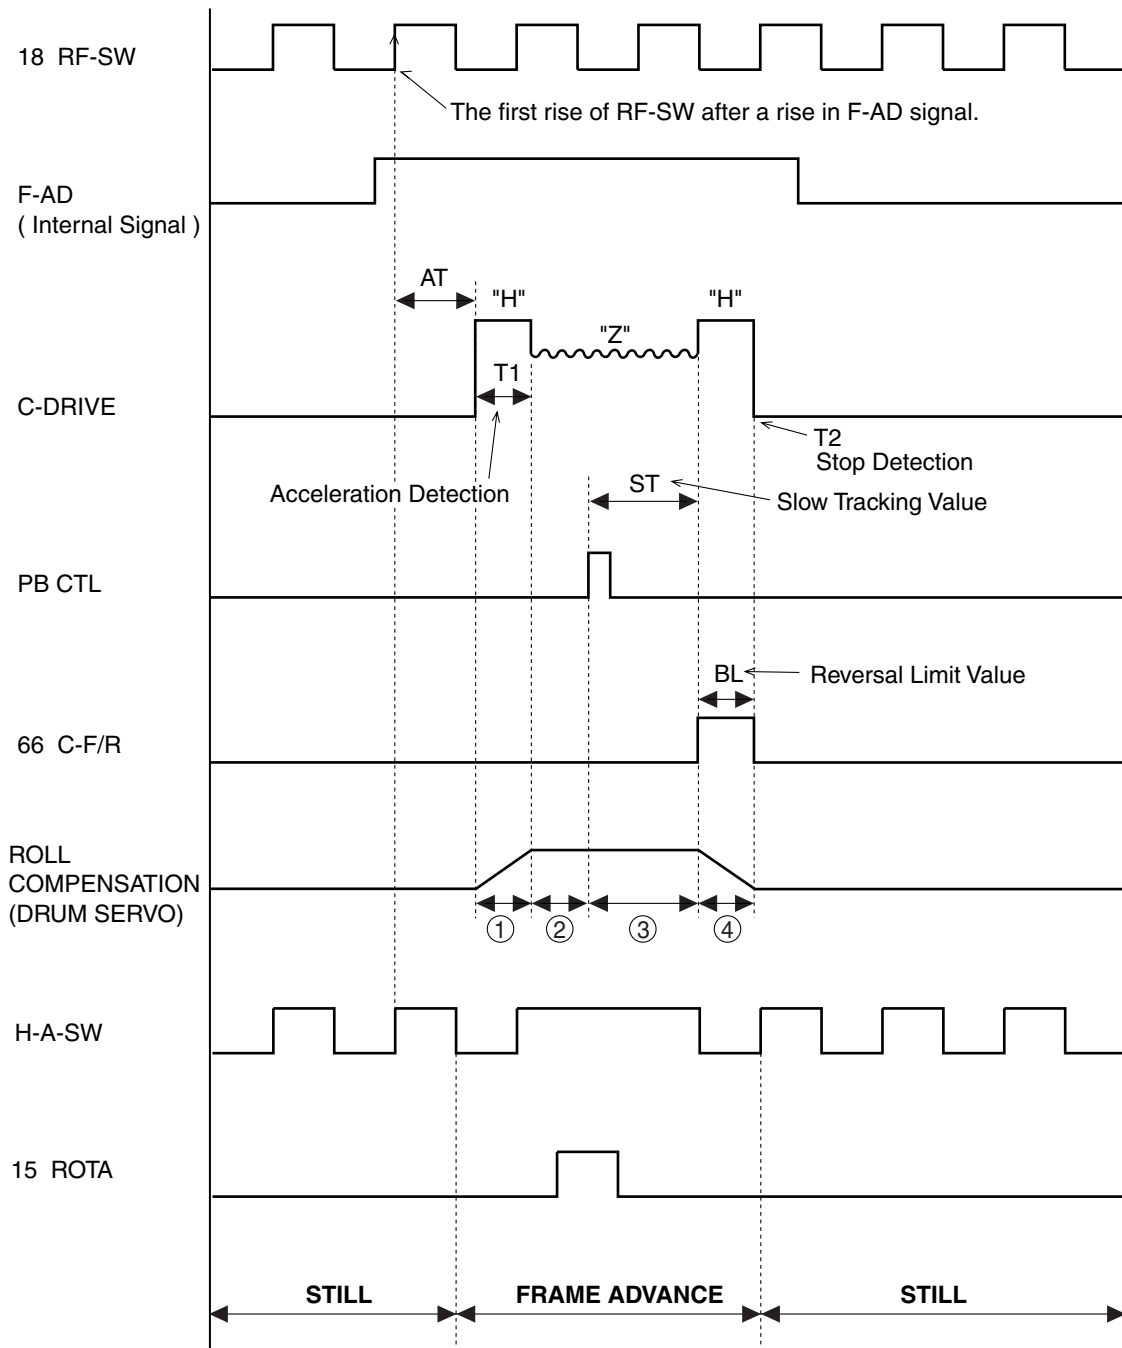 18 RF-SW
The first rise of RF-SW after a rise in F-AD signal.
F-AD
( Internal Signal )
AT
"H"
"H"
"Z"
T1
C-DRIVE
T2
Stop Detection
Acceleration Detection
ST
Slow Tracking Value
PB CTL
BL
Reversal Limit Value
66 C-F/R
ROLL
COMPENSATION
(DRUM SERVO)
① ② ③ ④
H-A-SW
15 ROTA
STILL
FRAME ADVANCE
STILL